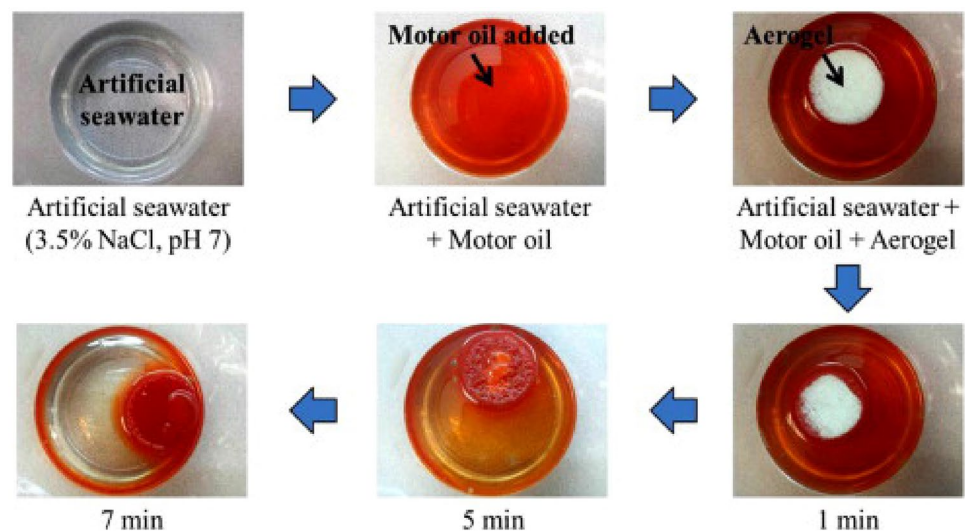 Artificial
seawater
Motor oil added
Aerogel
Artificial seawater
(3.5% NaCl, pH 7)
Artificial seawater
+ Motor oil
Artificial seawater +
Motor oil + Aerogel
7 min
5 min
1 min